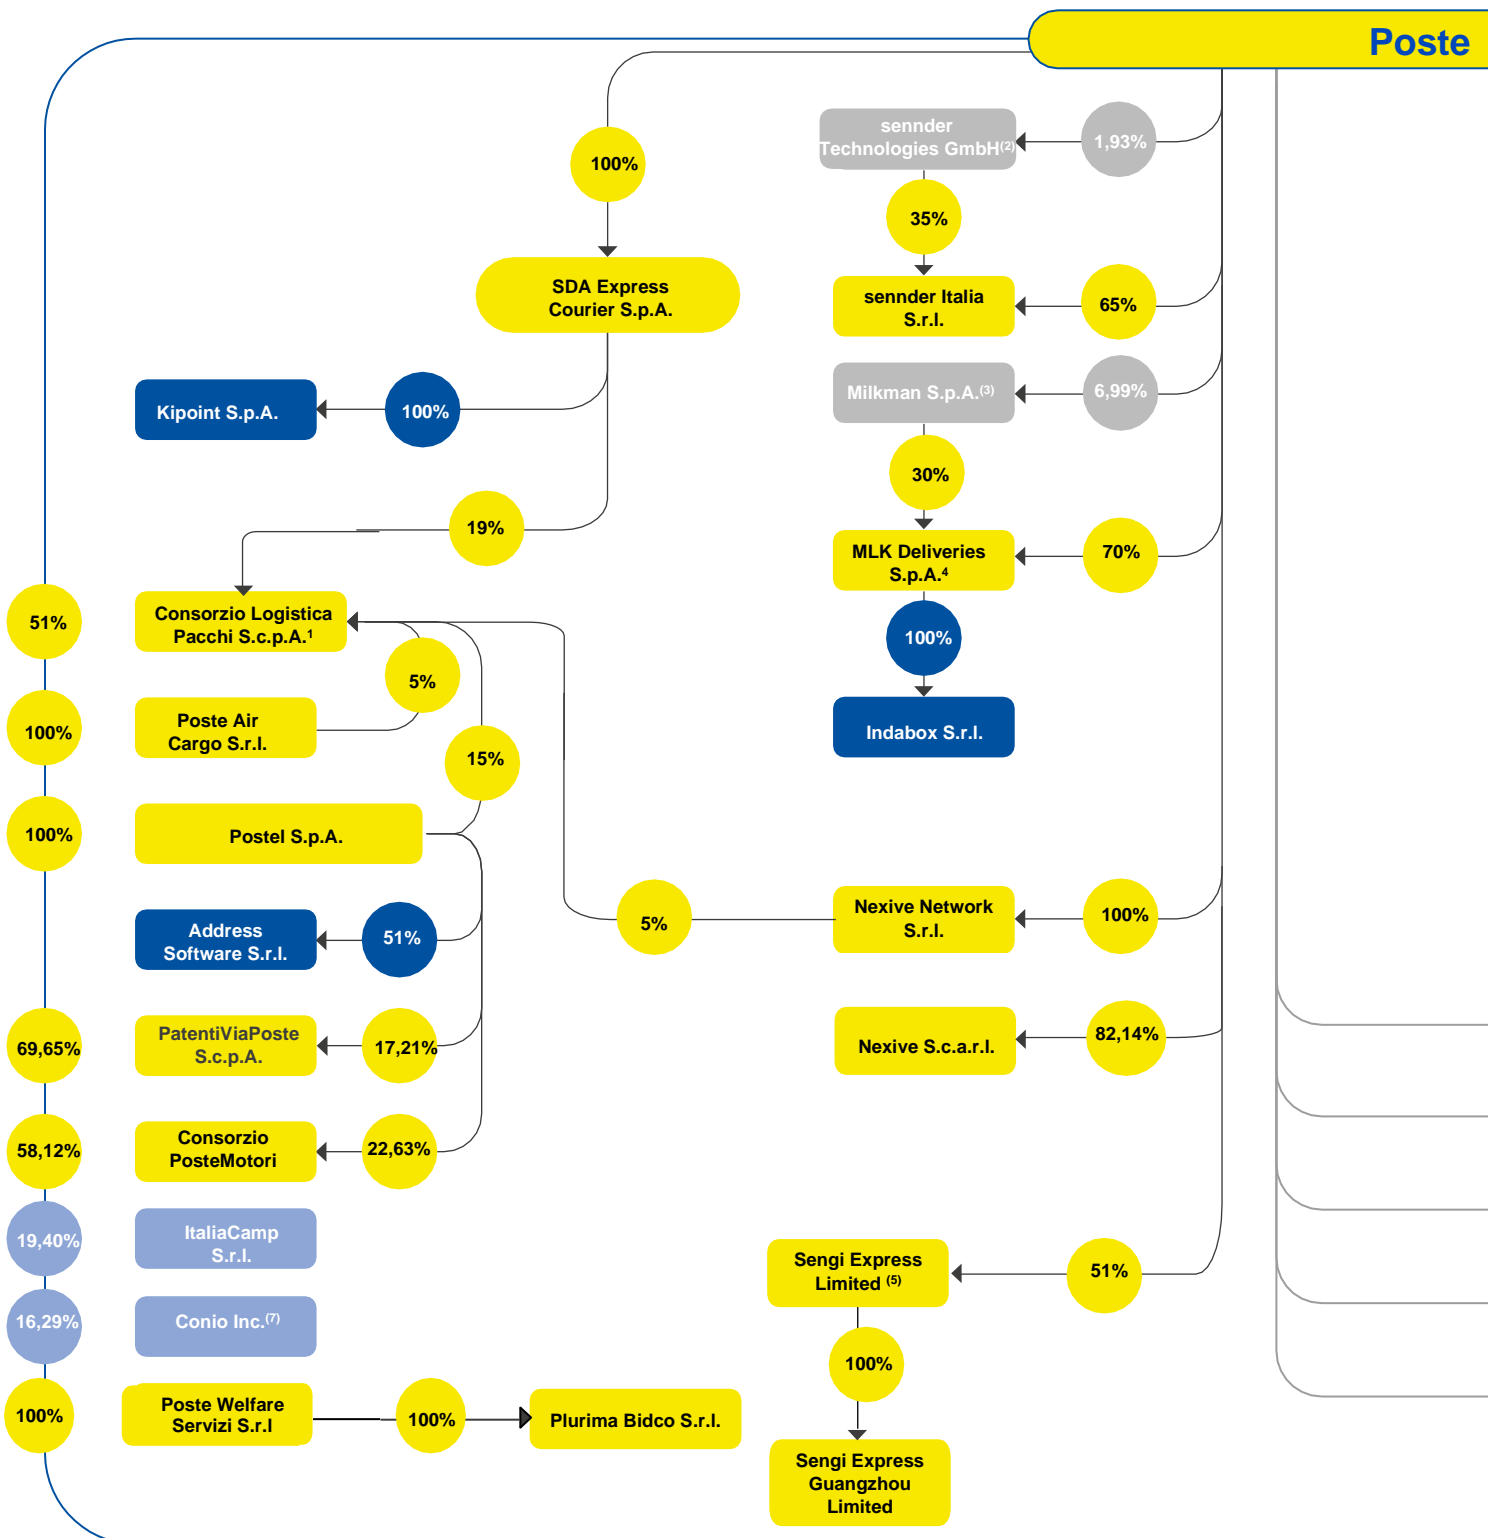 Poste
sennder
Technologies GmbH(2)
1,93%
100%
35%
SDA Express
Courier S.p.A.
sennder Italia
S.r.l.
65%
Kipoint S.p.A.
100%
Milkman S.p.A.(3)
6,99%
30%
19%
MLK Deliveries
S.p.A.4
70%
51%
Consorzio Logistica
Pacchi S.c.p.A.1
100%
5%
100%
Poste Air
Cargo S.r.l.
Indabox S.r.l.
15%
100%
Postel S.p.A.
5%
Nexive Network
S.r.l.
100%
Address
Software S.r.l.
51%
69,65%
PatentiViaPoste
S.c.p.A.
17,21%
Nexive S.c.a.r.l.
82,14%
58,12%
Consorzio
PosteMotori
22,63%
19,40%
ItaliaCamp
S.r.l.
Sengi Express
Limited (5)
51%
16,29%
Conio Inc.(7)
100%
100%
Poste Welfare
Servizi S.r.l
100%
Plurima Bidco S.r.l.
Sengi Express
Guangzhou
Limited